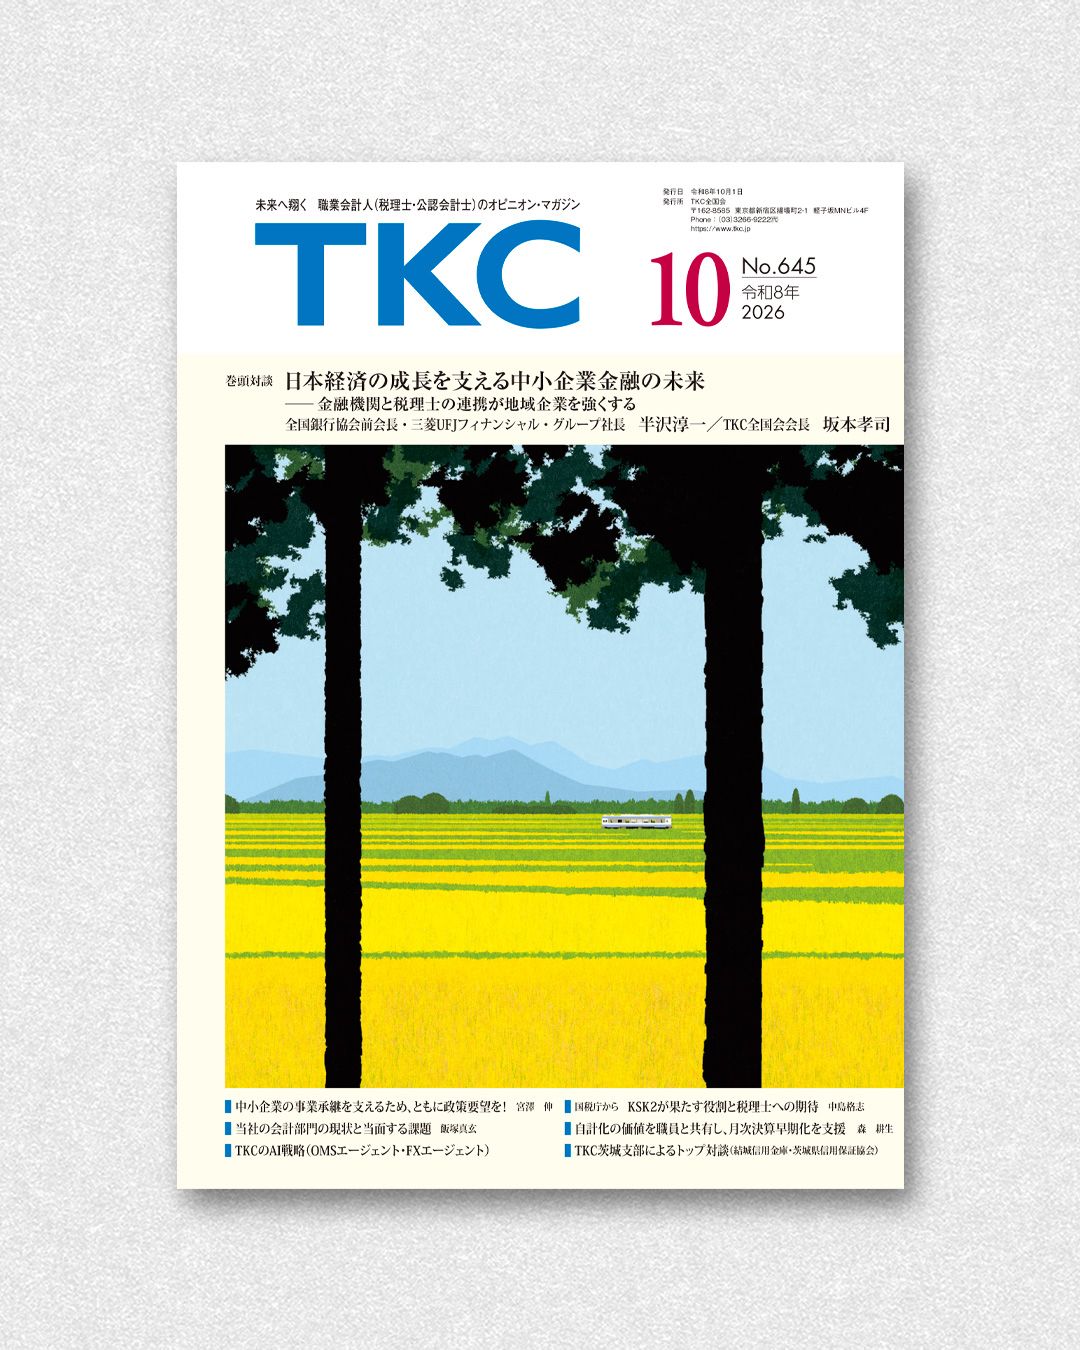 未来へ翔く 職業会計人(税理士・公認会計士)のオピニオン・マガジン
TKC
発行日 令和8年10月1日
発行所 TKC全国会
〒162-8585 東京都新宿区揚場町2-1 軽子坂MNビル4F
Phone：(03)3266-9222㈹
https://www.tkc.jp
10
No.645
令和8年
2026
巻頭対談 日本経済の成長を支える中小企業金融の未来
——金融機関と税理士の連携が地域企業を強くする
全国銀行協会前会長・三菱UFJフィナンシャル・グループ社長 半沢淳一／TKC全国会会長 坂本孝司
中小企業の事業承継を支えるため、ともに政策要望を! 宮澤 伸
当社の会計部門の現状と当面する課題 飯塚真玄
TKCのAI戦略(OMSエージェント・FXエージェント)
国税庁から KSK2が果たす役割と税理士への期待 中島格志
自計化の価値を職員と共有し、月次決算早期化を支援 森 耕生
TKC茨城支部によるトップ対談(結城信用金庫・茨城県信用保証協会)